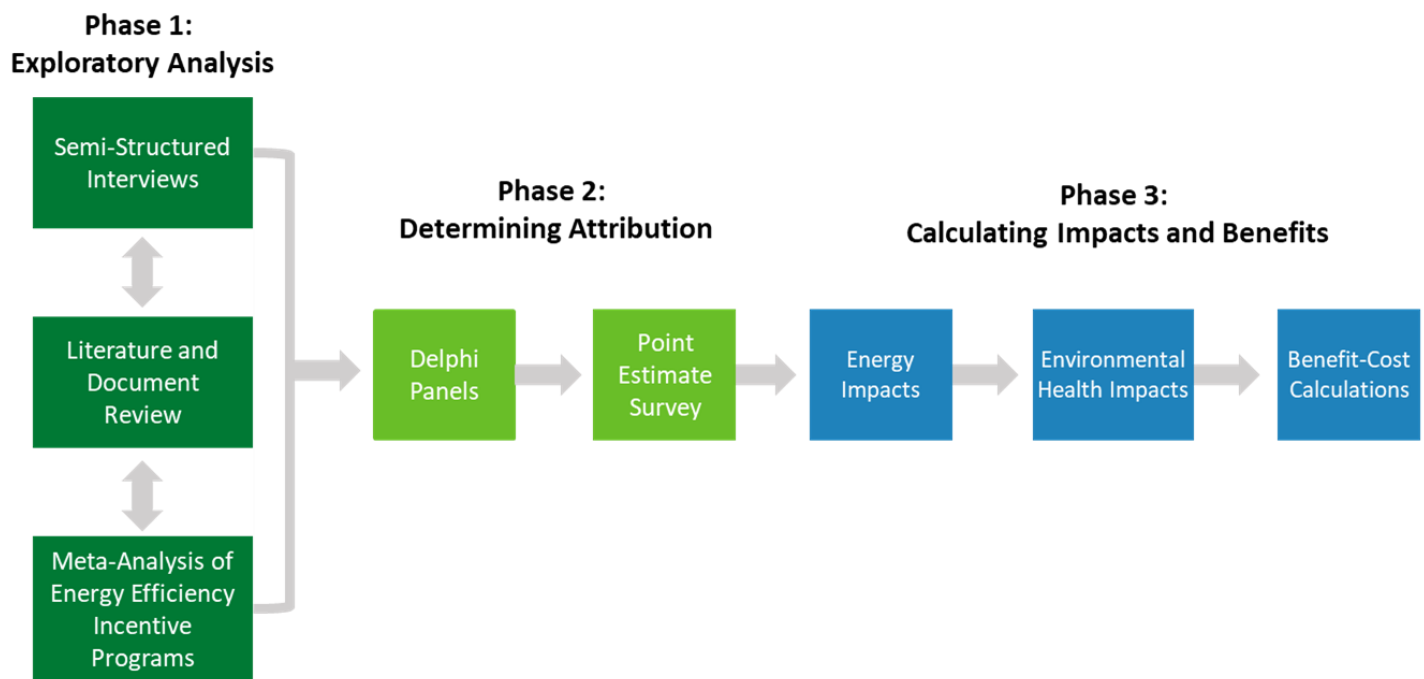 Phase 1:
Exploratory Analysis
Semi-Structured
Interviews
Literature and
Document
Review
Meta-Analysis of
Energy Efficiency
Incentive
Programs
Phase 2:
Determining Attribution
Delphi
Panels
Point
Estimate
Survey
Phase 3:
Calculating Impacts and Benefits
Energy
Impacts
Environmental
Health Impacts
Benefit-Cost
Calculations